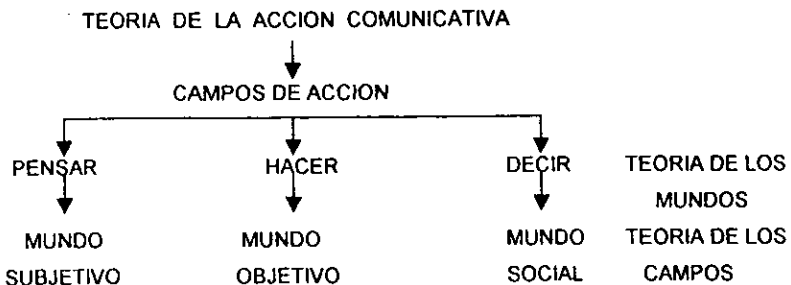 TEORIA DE LA ACCION COMUNICATIVA
CAMPOS DE ACCION
PENSAR HACER DECIR TEORIA DE LOS
MUNDOS
MUNDO MUNDO MUNDO TEORIA DE LOS
SUBJETIVO OBJETIVO SOCIAL CAMPOS